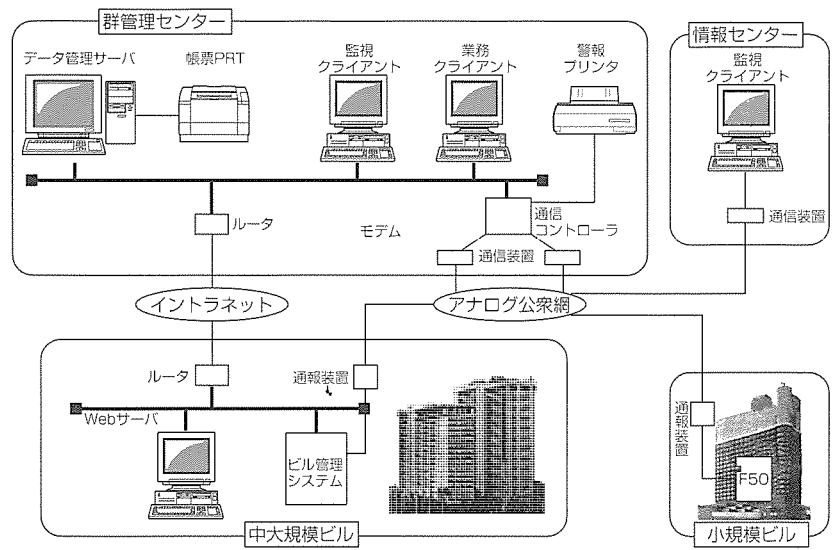 群管理センター
データ管理サーバ
帳票PRT
監視
クライアント
業務
クライアント
警報
プリンタ
ルータ
モデム
通信
コントローラ
通信装置
情報センター
監視
クライアント
通信装置
イントラネット
アナログ公衆網
ルータ
通報装置
Webサーバ
ビル管理
システム
中大規模ビル
通報装置
F50
小規模ビル